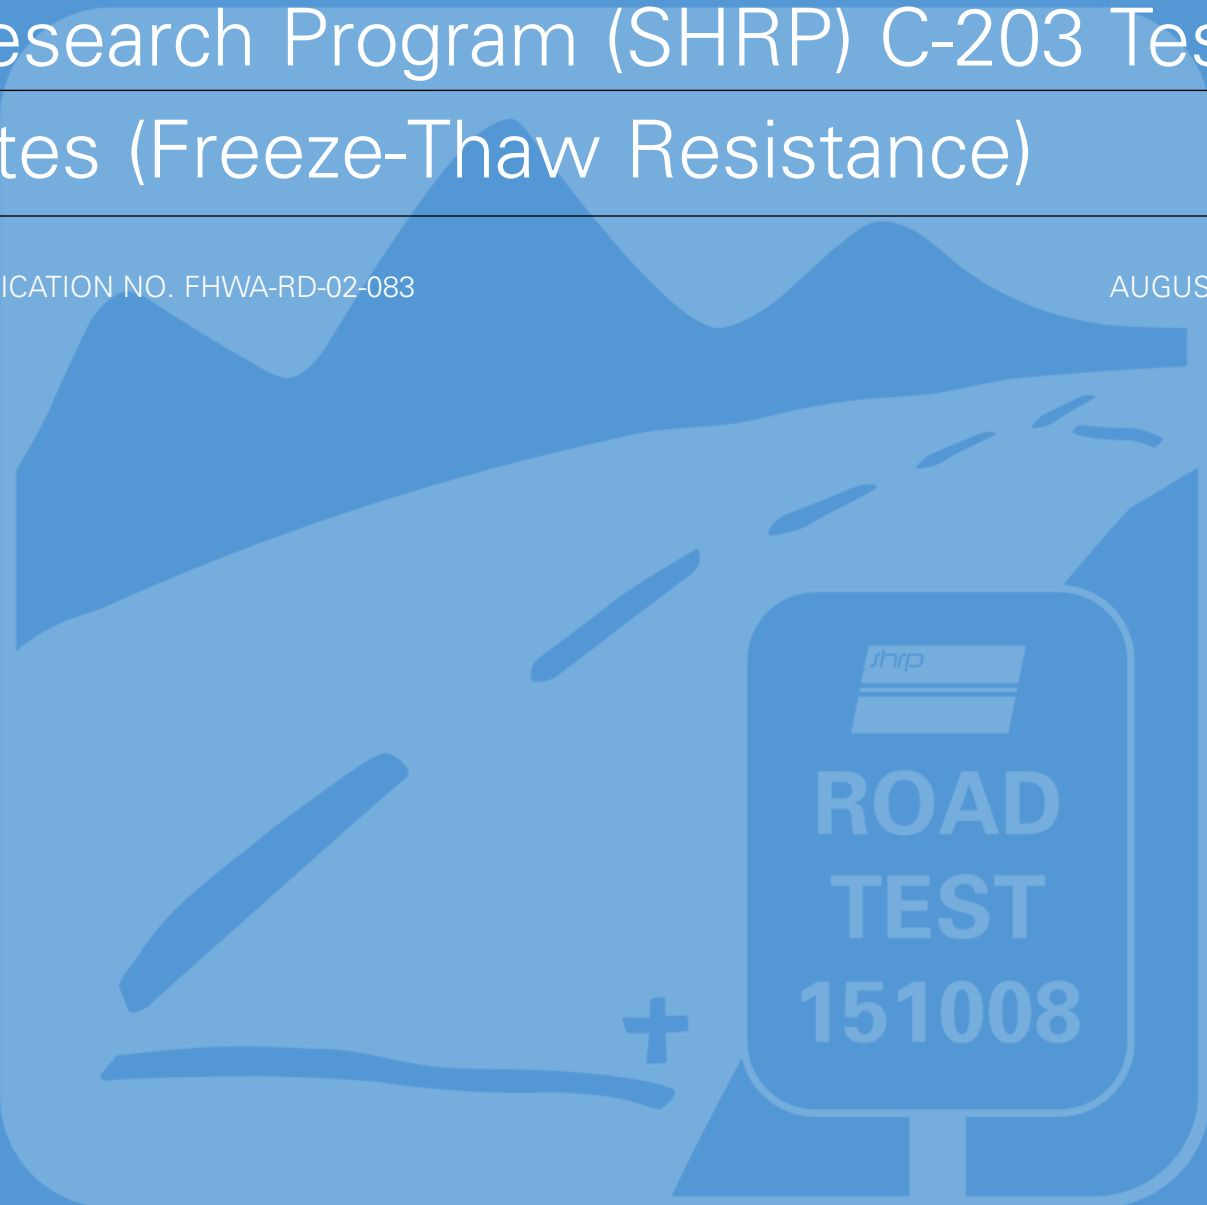 esearch Program (SHRP) C-203 Tes
tes (Freeze-Thaw Resistance)
ICATION NO. FHWA-RD-02-083
AUGUS
shrp
ROAD
TEST
151008